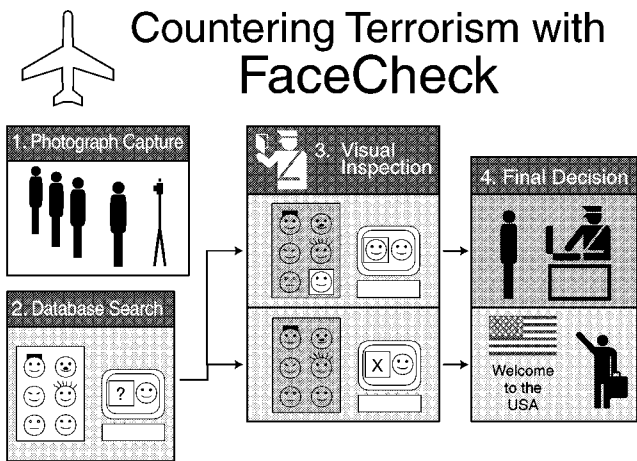 Countering Terrorism with
FaceCheck
1. Photograph Capture
2. Database Search
?
3. Visual
Inspection
X
4. Final Decision
Welcome
to the
USA